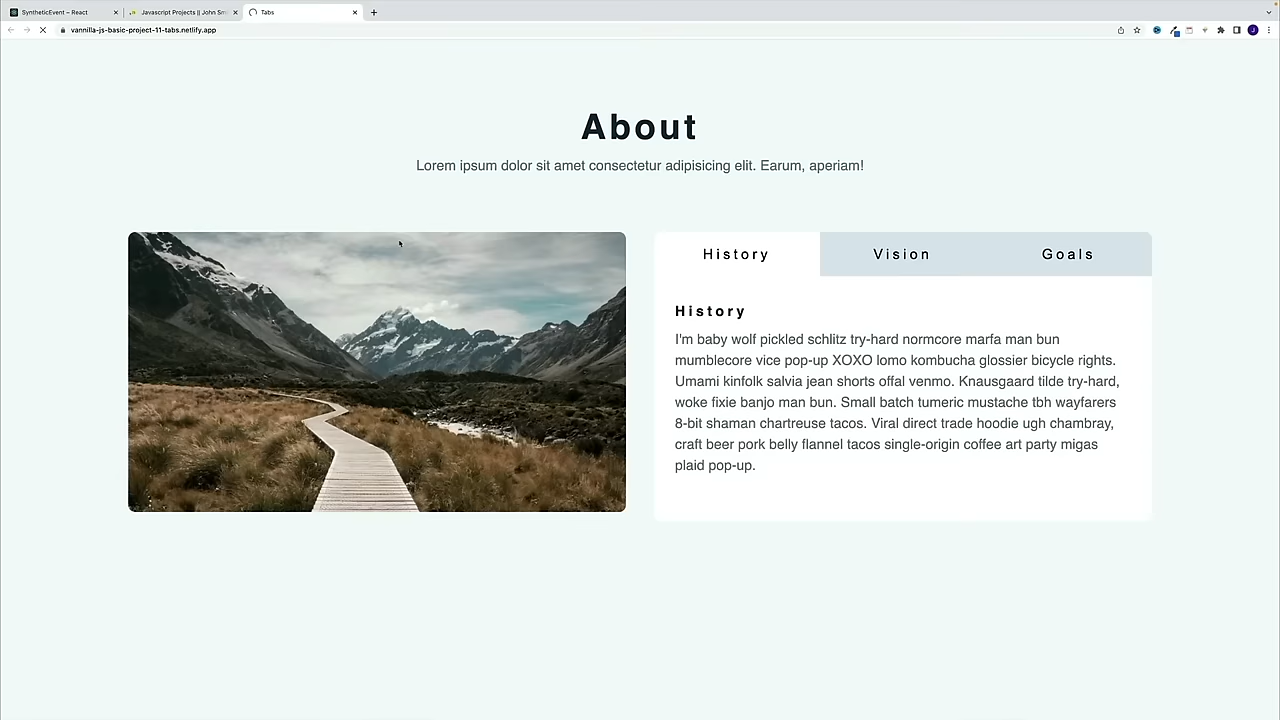 SyntheticEvent – React
Javascript Projects || John Sm
Tabs
vannilla-js-basic-project-11-tabs.netlify.app
J
About
Lorem ipsum dolor sit amet consectetur adipisicing elit. Earum, aperiam!
History Vision Goals
History
I'm baby wolf pickled schlitz try-hard normcore marfa man bun
mumblecore vice pop-up XOXO lomo kombucha glossier bicycle rights.
Umami kinfolk salvia jean shorts offal venmo. Knausgaard tilde try-hard,
woke fixie banjo man bun. Small batch tumeric mustache tbh wayfarers
8-bit shaman chartreuse tacos. Viral direct trade hoodie ugh chambray,
craft beer pork belly flannel tacos single-origin coffee art party migas
plaid pop-up.